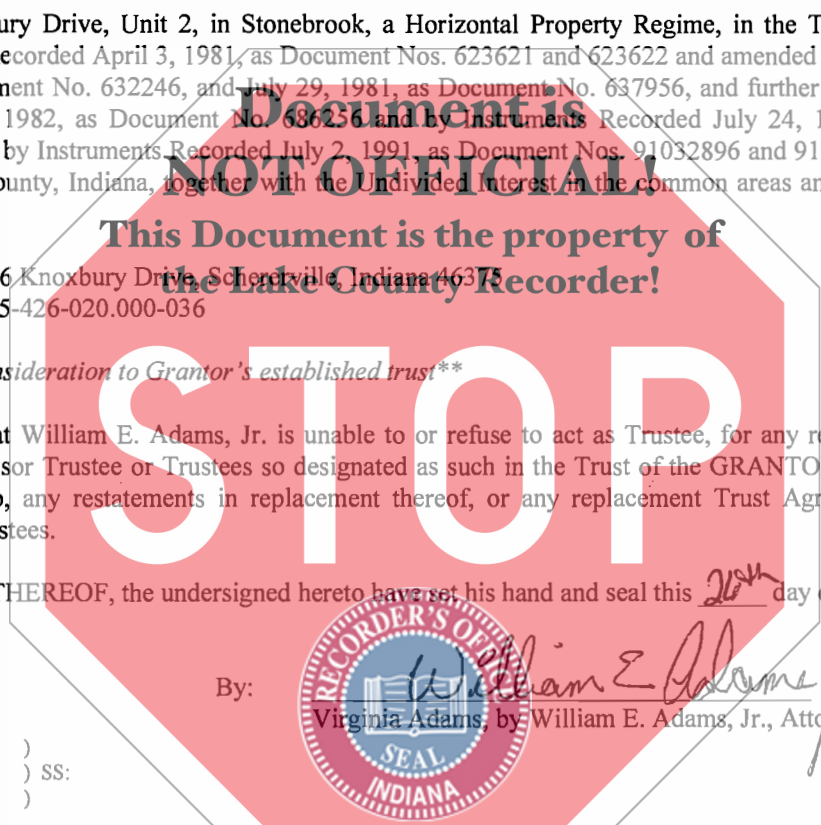 ury Drive, Unit 2, in Stonebrook, a Horizontal Property Regime, in the T
ecorded April 3, 1981, as Document Nos. 623621 and 623622 and amended
nent No. 632246, and July 29, 1981, as Document No. 637956, and further
1982, as Document No. 686256 and by Instruments Recorded July 24, 1
by Instruments Recorded July 2, 1991, as Document Nos. 91032896 and 91
ounty, Indiana, together with the Undivided Interest in the common areas an
Document is
NOT OFFICIAL!
This Document is the property of
the Lake County Recorder!
6 Knoxbury Drive, Schererville, Indiana 46375
5-426-020.000-036
nsideration to Grantor's established trust**
STOP
at William E. Adams, Jr. is unable to or refuse to act as Trustee, for any re
sor Trustee or Trustees so designated as such in the Trust of the GRANTO
o, any restatements in replacement thereof, or any replacement Trust Agr
stees.
THEREOF, the undersigned hereto have set his hand and seal this 26th day
RECORDER'S OFFICE
SEAL
INDIANA
By: William E Adams
Virginia Adams, by William E. Adams, Jr., Atto
)
) SS:
)